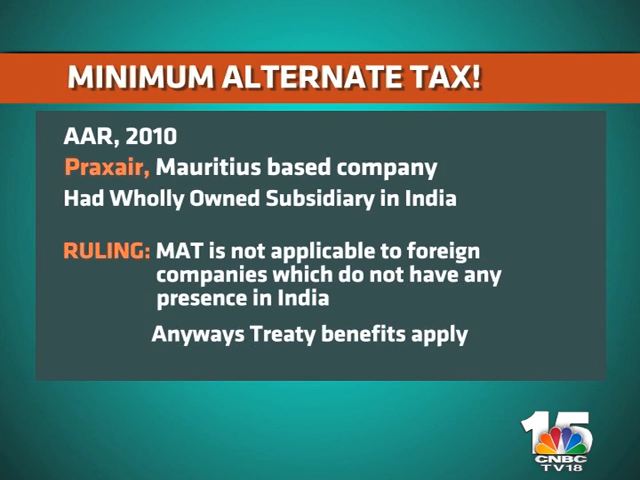 MINIMUM ALTERNATE TAX!
AAR, 2010
Praxair, Mauritius based company
Had Wholly Owned Subsidiary in India
RULING: MAT is not applicable to foreign
companies which do not have any
presence in India
Anyways Treaty benefits apply
15
CNBC
TV18